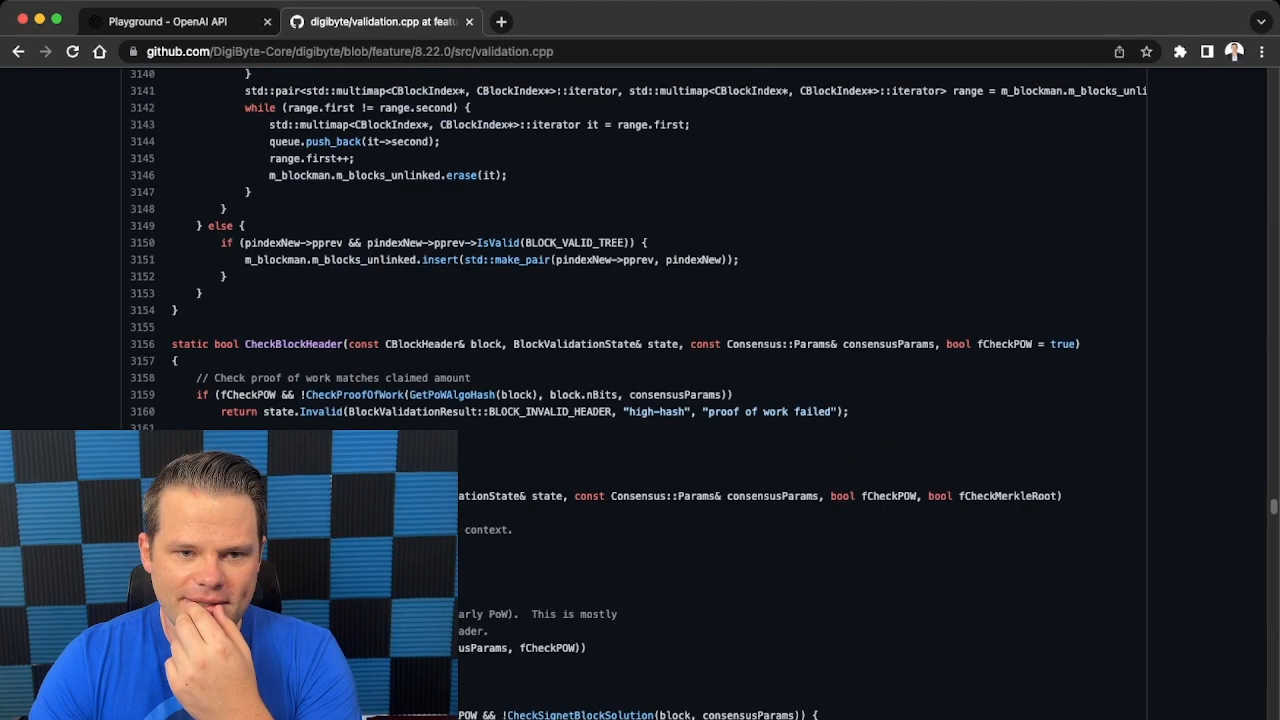 Playground - OpenAI API
digibyte/validation.cpp at featu
github.com/DigiByte-Core/digibyte/blob/feature/8.22.0/src/validation.cpp
3140 }
3141 std::pair<std::multimap<CBlockIndex*, CBlockIndex*>::iterator, std::multimap<CBlockIndex*, CBlockIndex*>::iterator> range = m_blockman.m_blocks_unli
3142 while (range.first != range.second) {
3143 std::multimap<CBlockIndex*, CBlockIndex*>::iterator it = range.first;
3144 queue.push_back(it->second);
3145 range.first++;
3146 m_blockman.m_blocks_unlinked.erase(it);
3147 }
3148 }
3149 } else {
3150 if (pindexNew->pprev && pindexNew->pprev->IsValid(BLOCK_VALID_TREE)) {
3151 m_blockman.m_blocks_unlinked.insert(std::make_pair(pindexNew->pprev, pindexNew));
3152 }
3153 }
3154 }
3155
3156 static bool CheckBlockHeader(const CBlockHeader& block, BlockValidationState& state, const Consensus::Params& consensusParams, bool fCheckPOW = true)
3157 {
3158 // Check proof of work matches claimed amount
3159 if (fCheckPOW && !CheckProofOfWork(GetPoWAlgoHash(block), block.nBits, consensusParams))
3160 return state.Invalid(BlockValidationResult::BLOCK_INVALID_HEADER, "high-hash", "proof of work failed");
3161
ationState& state, const Consensus::Params& consensusParams, bool fCheckPOW, bool fCheckMerkleRoot)
context.
arly PoW). This is mostly
ader.
usParams, fCheckPOW))
POW && !CheckSignetBlockSolution(block, consensusParams)) {